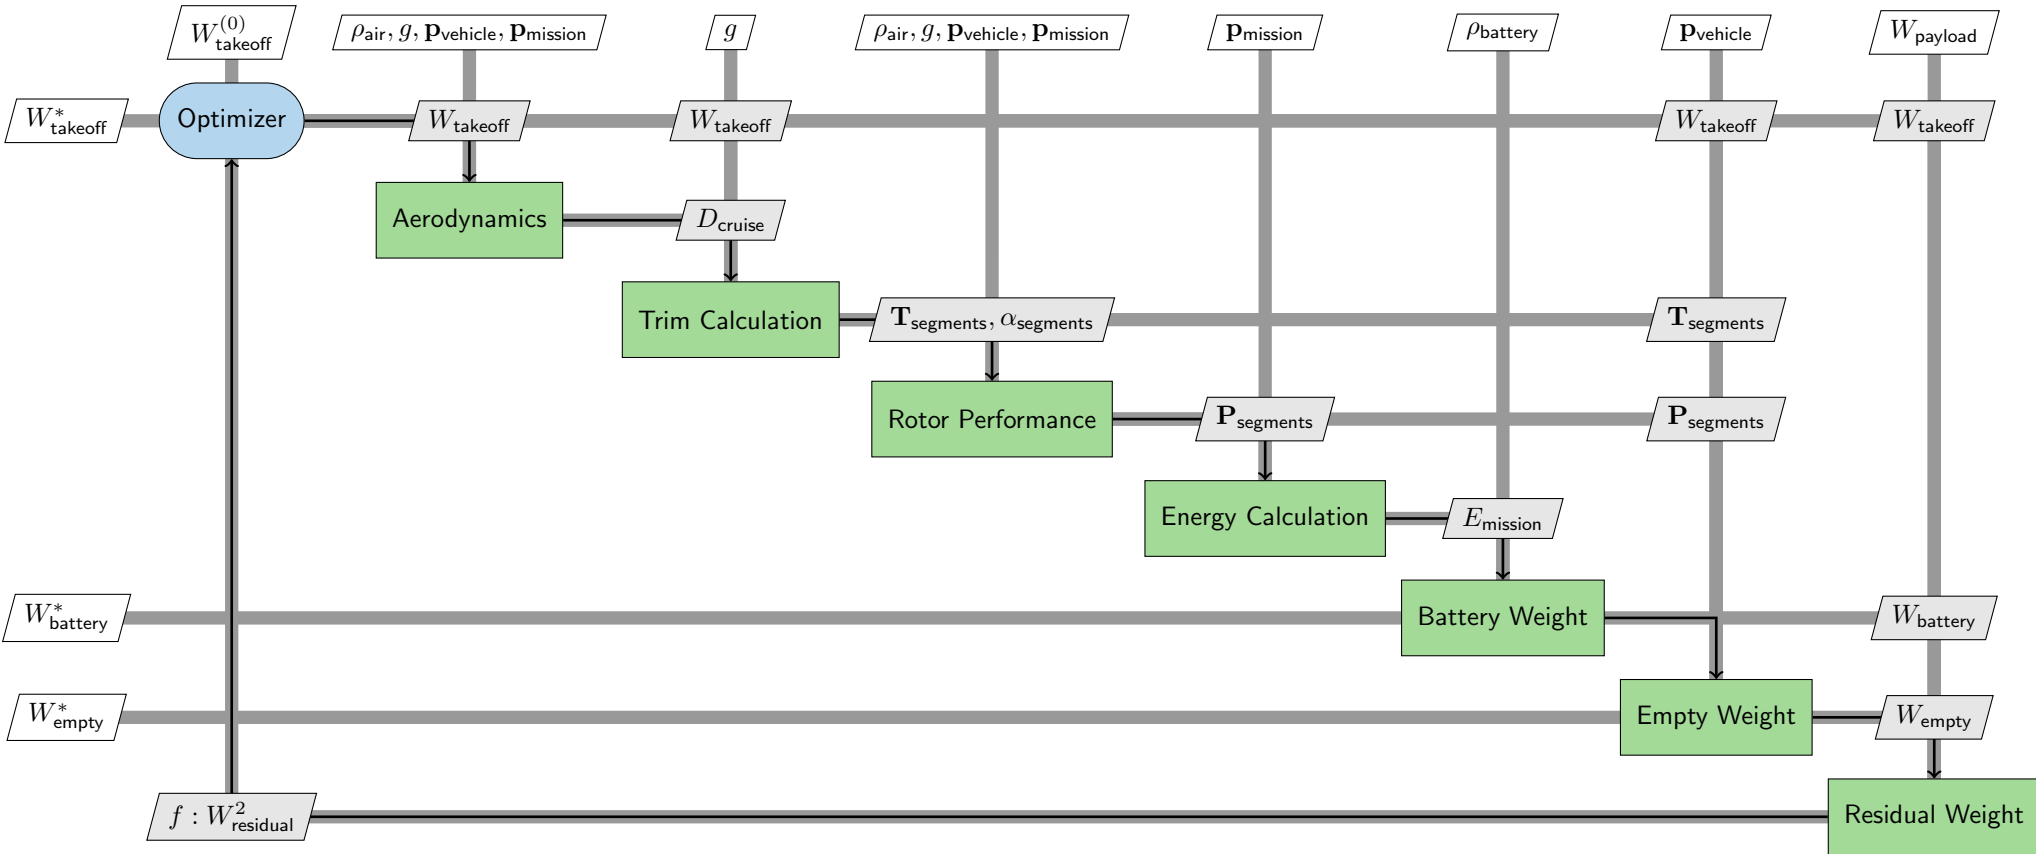 W_takeoff^(0)
ρ_air, g, p_vehicle, p_mission
g
ρ_air, g, p_vehicle, p_mission
p_mission
ρ_battery
p_vehicle
W_payload
W*_takeoff
Optimizer
W_takeoff
W_takeoff
W_takeoff
W_takeoff
Aerodynamics
D_cruise
Trim Calculation
T_segments, α_segments
T_segments
Rotor Performance
P_segments
P_segments
Energy Calculation
E_mission
W*_battery
Battery Weight
W_battery
W*_empty
Empty Weight
W_empty
f : W²_residual
Residual Weight